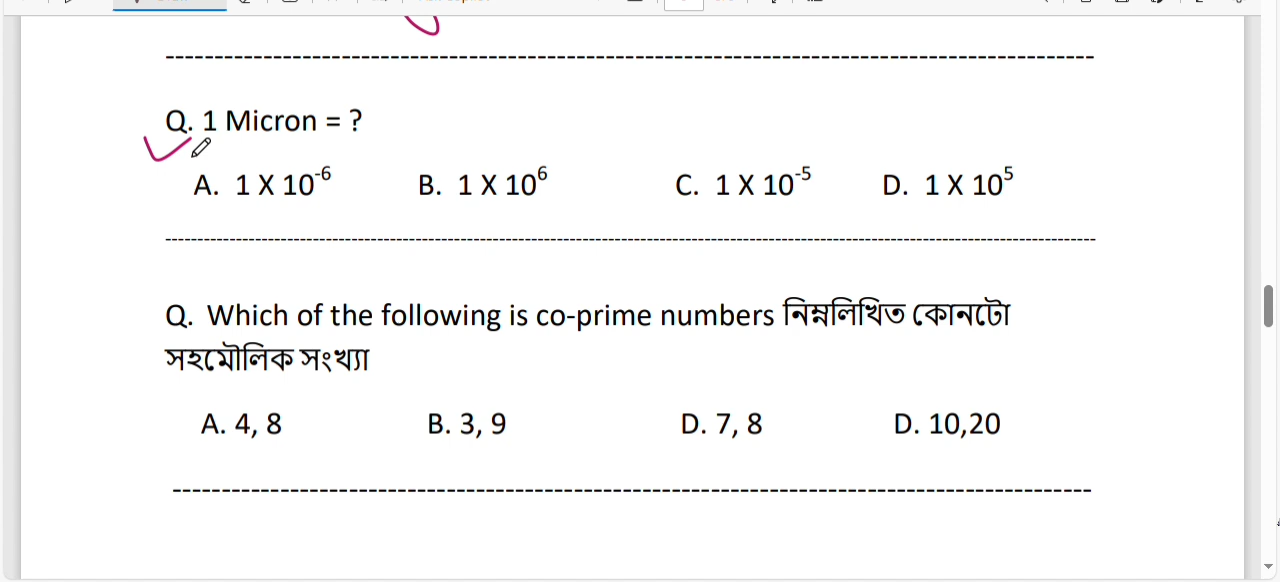 Q. 1 Micron = ?
A. 1 X 10⁻⁶ B. 1 X 10⁶ C. 1 X 10⁻⁵ D. 1 X 10⁵
Q. Which of the following is co-prime numbers নিম্নলিখিত কোনটো
সহমৌলিক সংখ্যা
A. 4, 8 B. 3, 9 D. 7, 8 D. 10,20